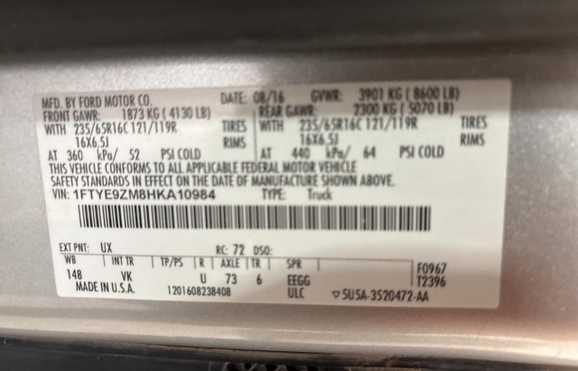 MFD. BY FORD MOTOR CO. DATE: 08/16 GVWR: 3901 KG (8600 LB)
FRONT GAWR: 1873 KG (4130 LB) REAR GAWR: 2300 KG (5070 LB)
WITH 235/65R16C 121/119R TIRES WITH 235/65R16C 121/119R TIRES
16X6.5J RIMS 16X6.5J RIMS
AT 360 kPa/ 52 PSI COLD AT 440 kPa/ 64 PSI COLD
THIS VEHICLE CONFORMS TO ALL APPLICABLE FEDERAL MOTOR VEHICLE
SAFETY STANDARDS IN EFFECT ON THE DATE OF MANUFACTURE SHOWN ABOVE.
VIN: 1FTYE9ZM8HKA10984 TYPE: Truck
EXT PNT: UX RC: 72 DSO:
WB INT TR TP/PS R AXLE TR SPR F0967
148 VK U 73 6 EEGG T2396
MADE IN U.S.A. 1201608238408 ULC ▽5U5A-3520472-AA